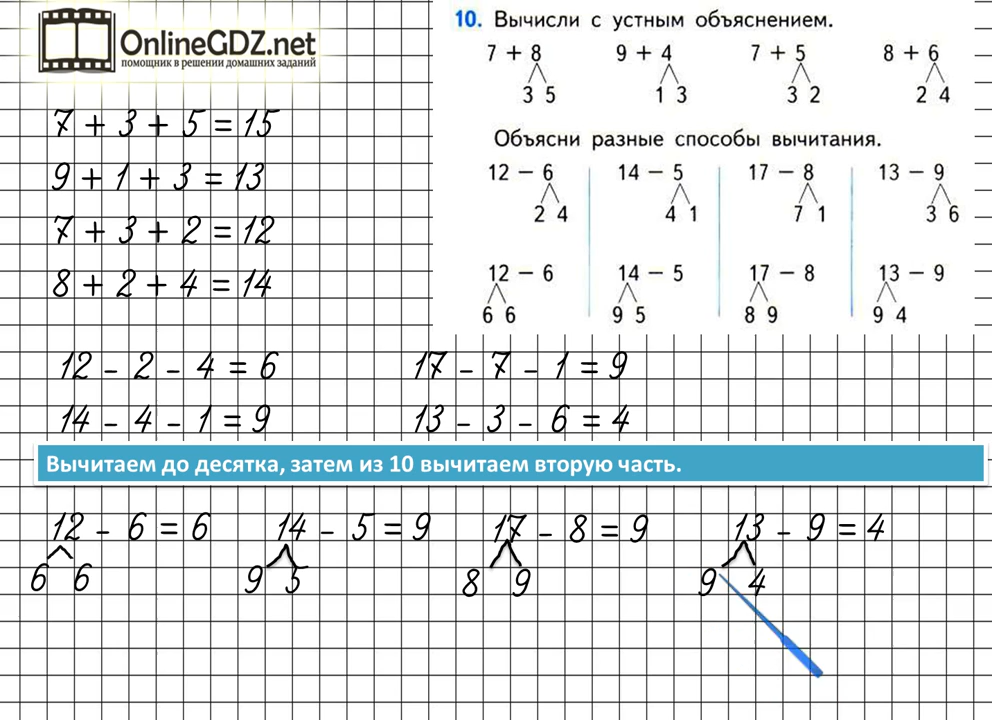 OnlineGDZ.net
помощник в решении домашних заданий
10. Вычисли с устным объяснением.
7 + 8 9 + 4 7 + 5 8 + 6
3 5 1 3 3 2 2 4
Объясни разные способы вычитания.
12 − 6 14 − 5 17 − 8 13 − 9
2 4 4 1 7 1 3 6
12 − 6 14 − 5 17 − 8 13 − 9
6 6 9 5 8 9 9 4
7 + 3 + 5 = 15
9 + 1 + 3 = 13
7 + 3 + 2 = 12
8 + 2 + 4 = 14
12 - 2 - 4 = 6 17 - 7 - 1 = 9
14 - 4 - 1 = 9 13 - 3 - 6 = 4
Вычитаем до десятка, затем из 10 вычитаем вторую часть.
12 - 6 = 6 14 - 5 = 9 17 - 8 = 9 13 - 9 = 4
6 6 9 5 8 9 9 4